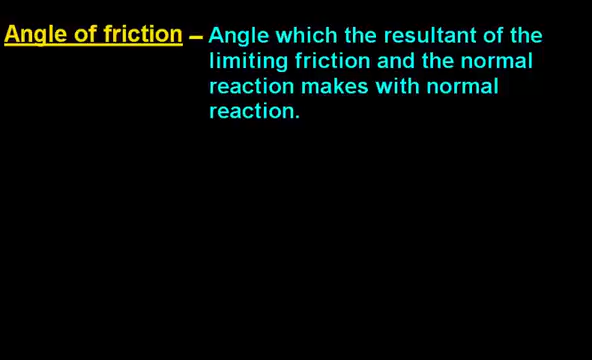 Angle of friction – Angle which the resultant of the
limiting friction and the normal
reaction makes with normal
reaction.